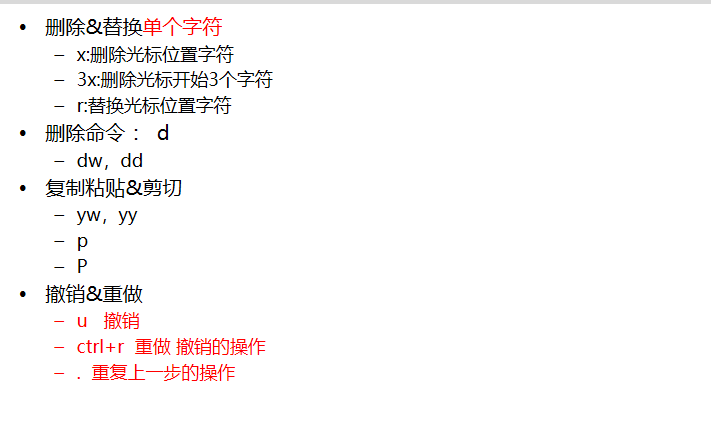 • 删除&替换单个字符
– x:删除光标位置字符
– 3x:删除光标开始3个字符
– r:替换光标位置字符
• 删除命令： d
– dw，dd
• 复制粘贴&剪切
– yw，yy
– p
– P
• 撤销&重做
– u 撤销
– ctrl+r 重做 撤销的操作
– . 重复上一步的操作